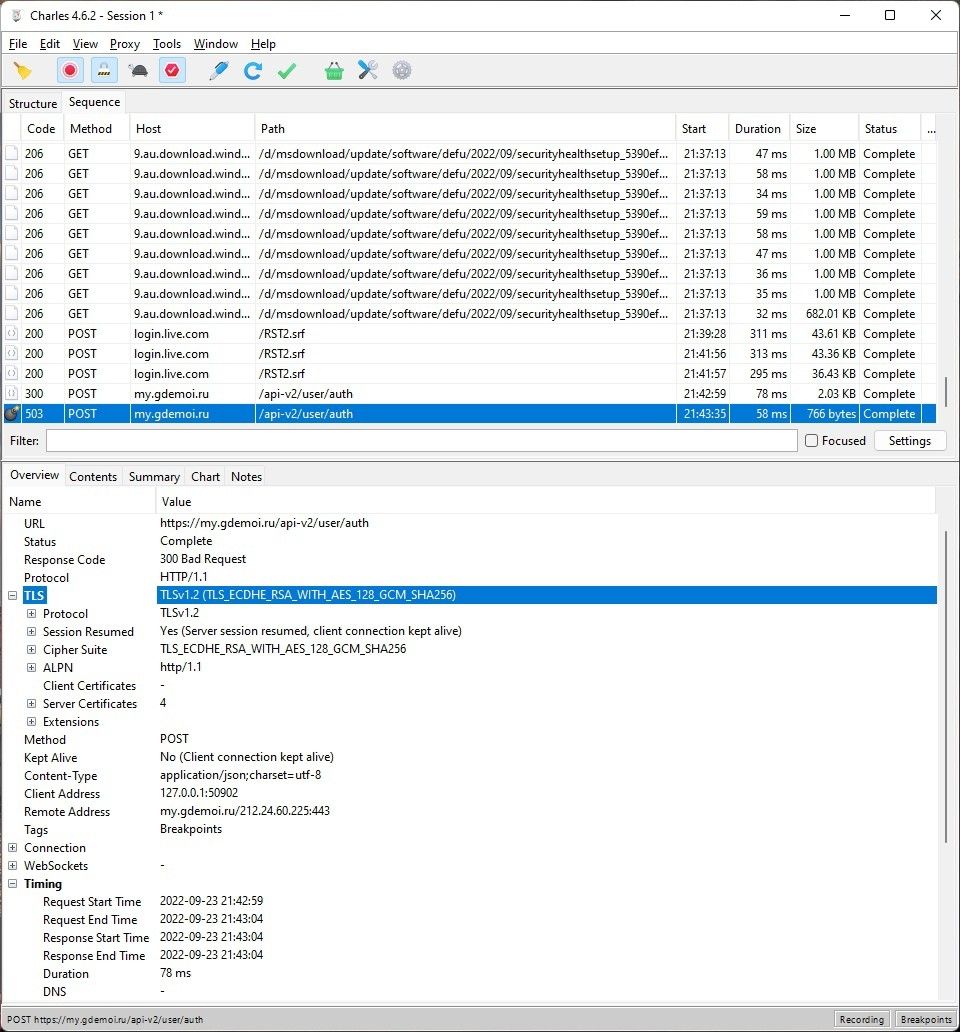 Charles 4.6.2 - Session 1 *
File Edit View Proxy Tools Window Help
Structure Sequence
Code Method Host Path Start Duration Size Status ...
206 GET 9.au.download.wind... /d/msdownload/update/software/defu/2022/09/securityhealthsetup_5390ef... 21:37:13 47 ms 1.00 MB Complete
206 GET 9.au.download.wind... /d/msdownload/update/software/defu/2022/09/securityhealthsetup_5390ef... 21:37:13 58 ms 1.00 MB Complete
206 GET 9.au.download.wind... /d/msdownload/update/software/defu/2022/09/securityhealthsetup_5390ef... 21:37:13 34 ms 1.00 MB Complete
206 GET 9.au.download.wind... /d/msdownload/update/software/defu/2022/09/securityhealthsetup_5390ef... 21:37:13 59 ms 1.00 MB Complete
206 GET 9.au.download.wind... /d/msdownload/update/software/defu/2022/09/securityhealthsetup_5390ef... 21:37:13 58 ms 1.00 MB Complete
206 GET 9.au.download.wind... /d/msdownload/update/software/defu/2022/09/securityhealthsetup_5390ef... 21:37:13 47 ms 1.00 MB Complete
206 GET 9.au.download.wind... /d/msdownload/update/software/defu/2022/09/securityhealthsetup_5390ef... 21:37:13 36 ms 1.00 MB Complete
206 GET 9.au.download.wind... /d/msdownload/update/software/defu/2022/09/securityhealthsetup_5390ef... 21:37:13 35 ms 1.00 MB Complete
206 GET 9.au.download.wind... /d/msdownload/update/software/defu/2022/09/securityhealthsetup_5390ef... 21:37:13 32 ms 682.01 KB Complete
200 POST login.live.com /RST2.srf 21:39:28 311 ms 43.61 KB Complete
200 POST login.live.com /RST2.srf 21:41:56 313 ms 43.36 KB Complete
200 POST login.live.com /RST2.srf 21:41:57 295 ms 36.43 KB Complete
300 POST my.gdemoi.ru /api-v2/user/auth 21:42:59 78 ms 2.03 KB Complete
503 POST my.gdemoi.ru /api-v2/user/auth 21:43:35 58 ms 766 bytes Complete
Filter: Focused Settings
Overview Contents Summary Chart Notes
Name Value
URL https://my.gdemoi.ru/api-v2/user/auth
Status Complete
Response Code 300 Bad Request
Protocol HTTP/1.1
TLS TLSv1.2 (TLS_ECDHE_RSA_WITH_AES_128_GCM_SHA256)
Protocol TLSv1.2
Session Resumed Yes (Server session resumed, client connection kept alive)
Cipher Suite TLS_ECDHE_RSA_WITH_AES_128_GCM_SHA256
ALPN http/1.1
Client Certificates -
Server Certificates 4
Extensions
Method POST
Kept Alive No (Client connection kept alive)
Content-Type application/json;charset=utf-8
Client Address 127.0.0.1:50902
Remote Address my.gdemoi.ru/212.24.60.225:443
Tags Breakpoints
Connection
WebSockets -
Timing
Request Start Time 2022-09-23 21:42:59
Request End Time 2022-09-23 21:43:04
Response Start Time 2022-09-23 21:43:04
Response End Time 2022-09-23 21:43:04
Duration 78 ms
DNS -
POST https://my.gdemoi.ru/api-v2/user/auth Recording Breakpoints